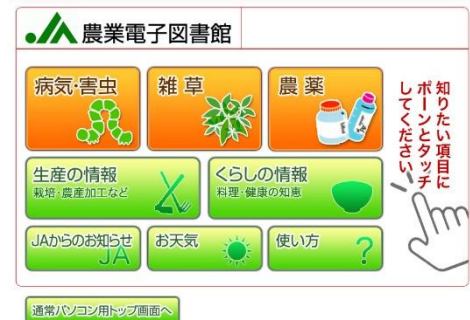 JA 農業電子図書館
病気・害虫
雑草
農薬
知りたい項目に
ポーンとタッチ
してください。
生産の情報
栽培・農産加工など
くらしの情報
料理・健康の知恵
JAからのお知らせ
JA
お天気
使い方
?
通常パソコン用トップ画面へ